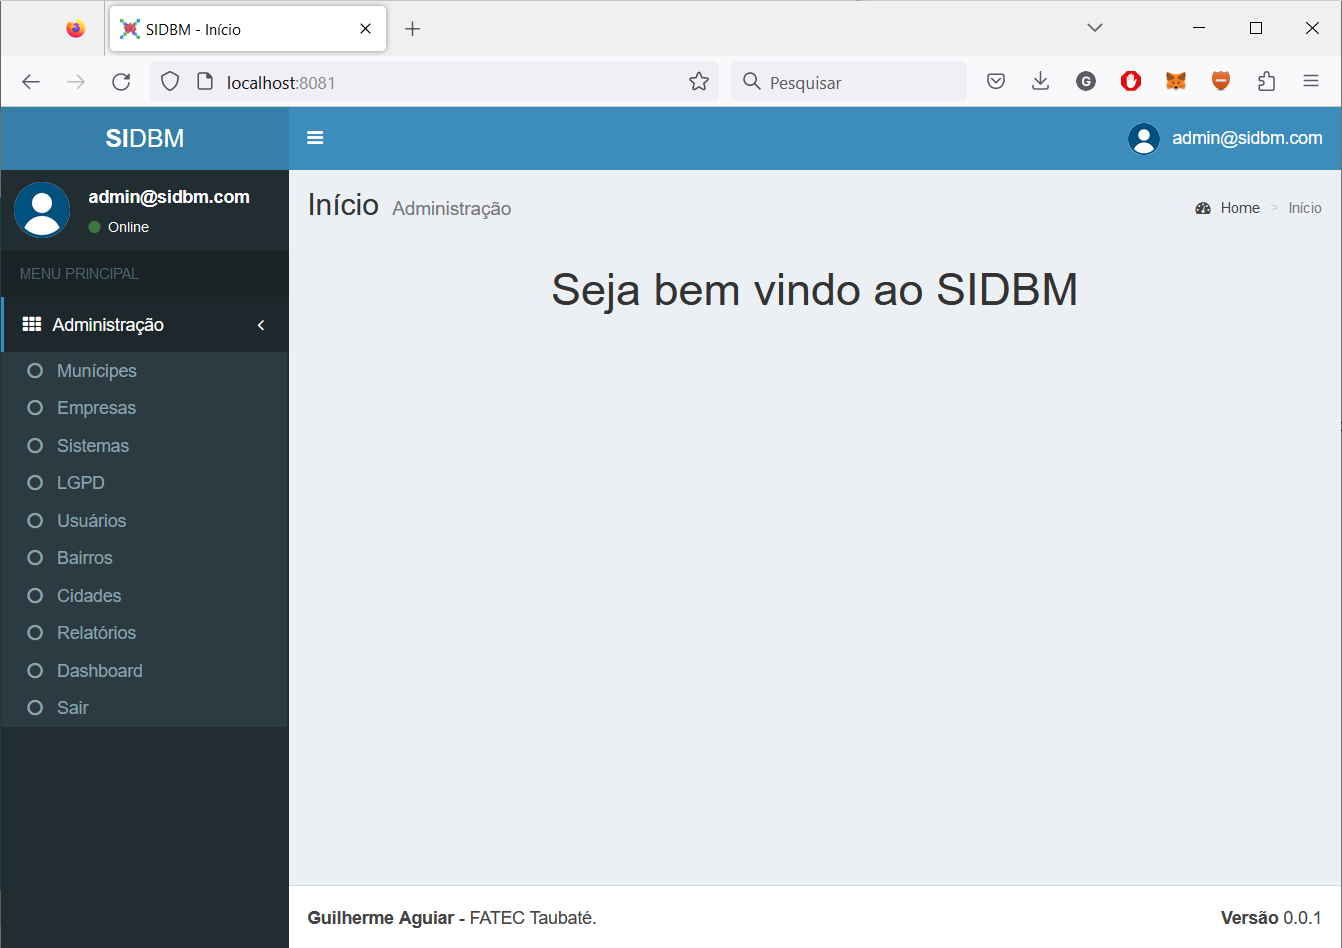 SIDBM - Início
localhost:8081
Pesquisar
G
SIDBM
admin@sidbm.com
admin@sidbm.com
Online
MENU PRINCIPAL
Administração
Munícipes
Empresas
Sistemas
LGPD
Usuários
Bairros
Cidades
Relatórios
Dashboard
Sair
Início Administração
Home > Início
Seja bem vindo ao SIDBM
Guilherme Aguiar - FATEC Taubaté.
Versão 0.0.1